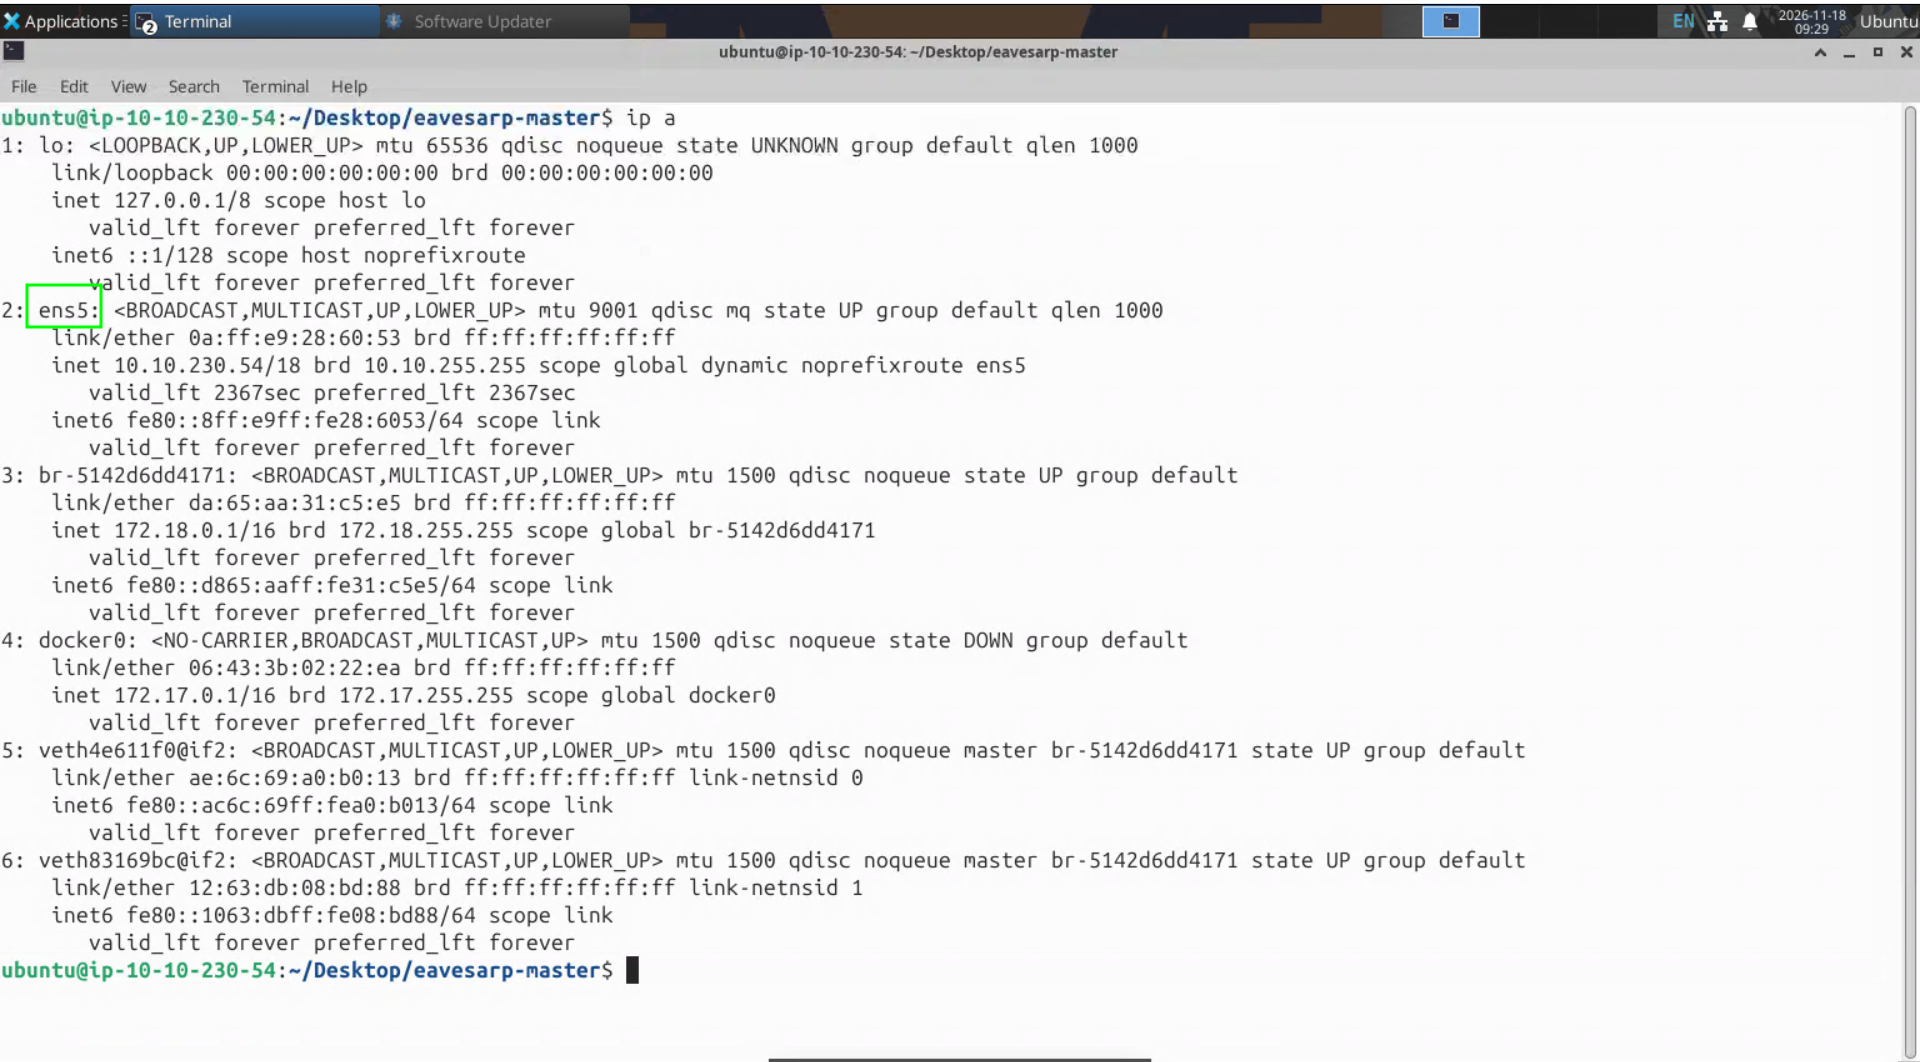 Applications
2
Terminal
Software Updater
EN
2026-11-18
09:29
Ubuntu
ubuntu@ip-10-10-230-54: ~/Desktop/eavesarp-master
File Edit View Search Terminal Help
ubuntu@ip-10-10-230-54:~/Desktop/eavesarp-master$ ip a
1: lo: <LOOPBACK,UP,LOWER_UP> mtu 65536 qdisc noqueue state UNKNOWN group default qlen 1000
    link/loopback 00:00:00:00:00:00 brd 00:00:00:00:00:00
    inet 127.0.0.1/8 scope host lo
       valid_lft forever preferred_lft forever
    inet6 ::1/128 scope host noprefixroute
       valid_lft forever preferred_lft forever
2: ens5: <BROADCAST,MULTICAST,UP,LOWER_UP> mtu 9001 qdisc mq state UP group default qlen 1000
    link/ether 0a:ff:e9:28:60:53 brd ff:ff:ff:ff:ff:ff
    inet 10.10.230.54/18 brd 10.10.255.255 scope global dynamic noprefixroute ens5
       valid_lft 2367sec preferred_lft 2367sec
    inet6 fe80::8ff:e9ff:fe28:6053/64 scope link
       valid_lft forever preferred_lft forever
3: br-5142d6dd4171: <BROADCAST,MULTICAST,UP,LOWER_UP> mtu 1500 qdisc noqueue state UP group default
    link/ether da:65:aa:31:c5:e5 brd ff:ff:ff:ff:ff:ff
    inet 172.18.0.1/16 brd 172.18.255.255 scope global br-5142d6dd4171
       valid_lft forever preferred_lft forever
    inet6 fe80::d865:aaff:fe31:c5e5/64 scope link
       valid_lft forever preferred_lft forever
4: docker0: <NO-CARRIER,BROADCAST,MULTICAST,UP> mtu 1500 qdisc noqueue state DOWN group default
    link/ether 06:43:3b:02:22:ea brd ff:ff:ff:ff:ff:ff
    inet 172.17.0.1/16 brd 172.17.255.255 scope global docker0
       valid_lft forever preferred_lft forever
5: veth4e611f0@if2: <BROADCAST,MULTICAST,UP,LOWER_UP> mtu 1500 qdisc noqueue master br-5142d6dd4171 state UP group default
    link/ether ae:6c:69:a0:b0:13 brd ff:ff:ff:ff:ff:ff link-netnsid 0
    inet6 fe80::ac6c:69ff:fea0:b013/64 scope link
       valid_lft forever preferred_lft forever
6: veth83169bc@if2: <BROADCAST,MULTICAST,UP,LOWER_UP> mtu 1500 qdisc noqueue master br-5142d6dd4171 state UP group default
    link/ether 12:63:db:08:bd:88 brd ff:ff:ff:ff:ff:ff link-netnsid 1
    inet6 fe80::1063:dbff:fe08:bd88/64 scope link
       valid_lft forever preferred_lft forever
ubuntu@ip-10-10-230-54:~/Desktop/eavesarp-master$